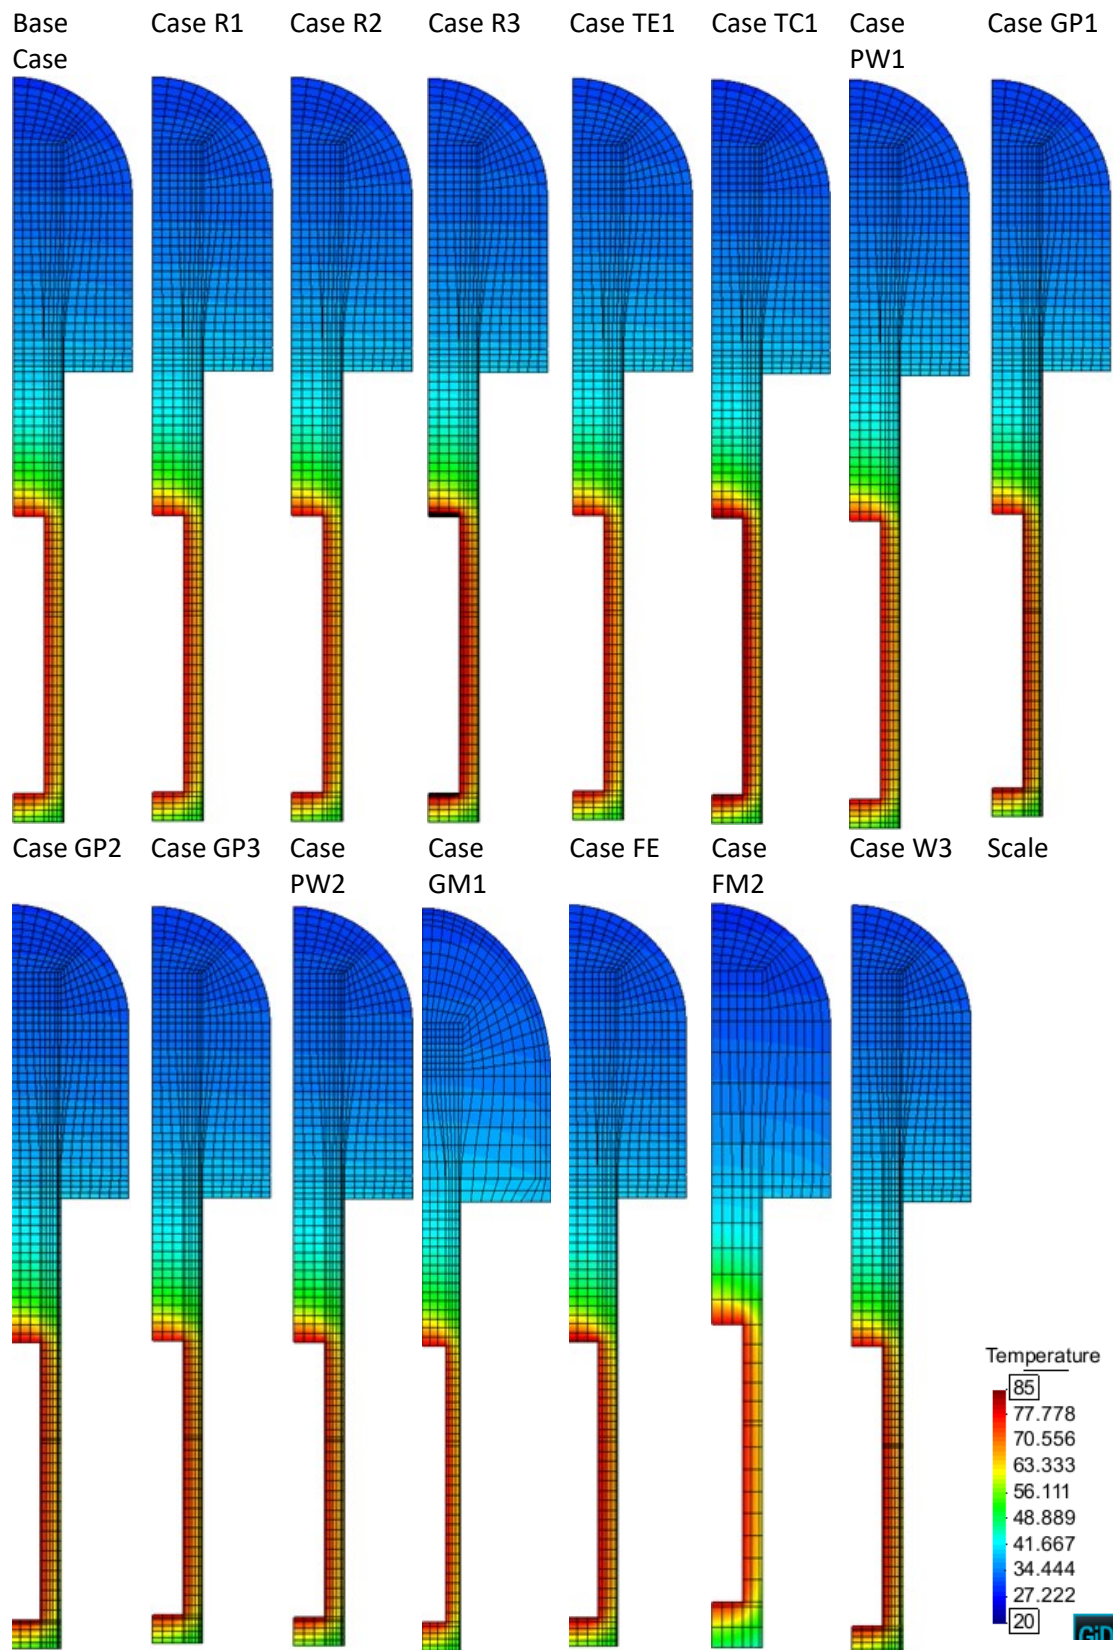 Base Case
Case R1
Case R2
Case R3
Case TE1
Case TC1
Case PW1
Case GP1
Case GP2
Case GP3
Case PW2
Case GM1
Case FE
Case FM2
Case W3
Scale
Temperature
85
77.778
70.556
63.333
56.111
48.889
41.667
34.444
27.222
20
GiD